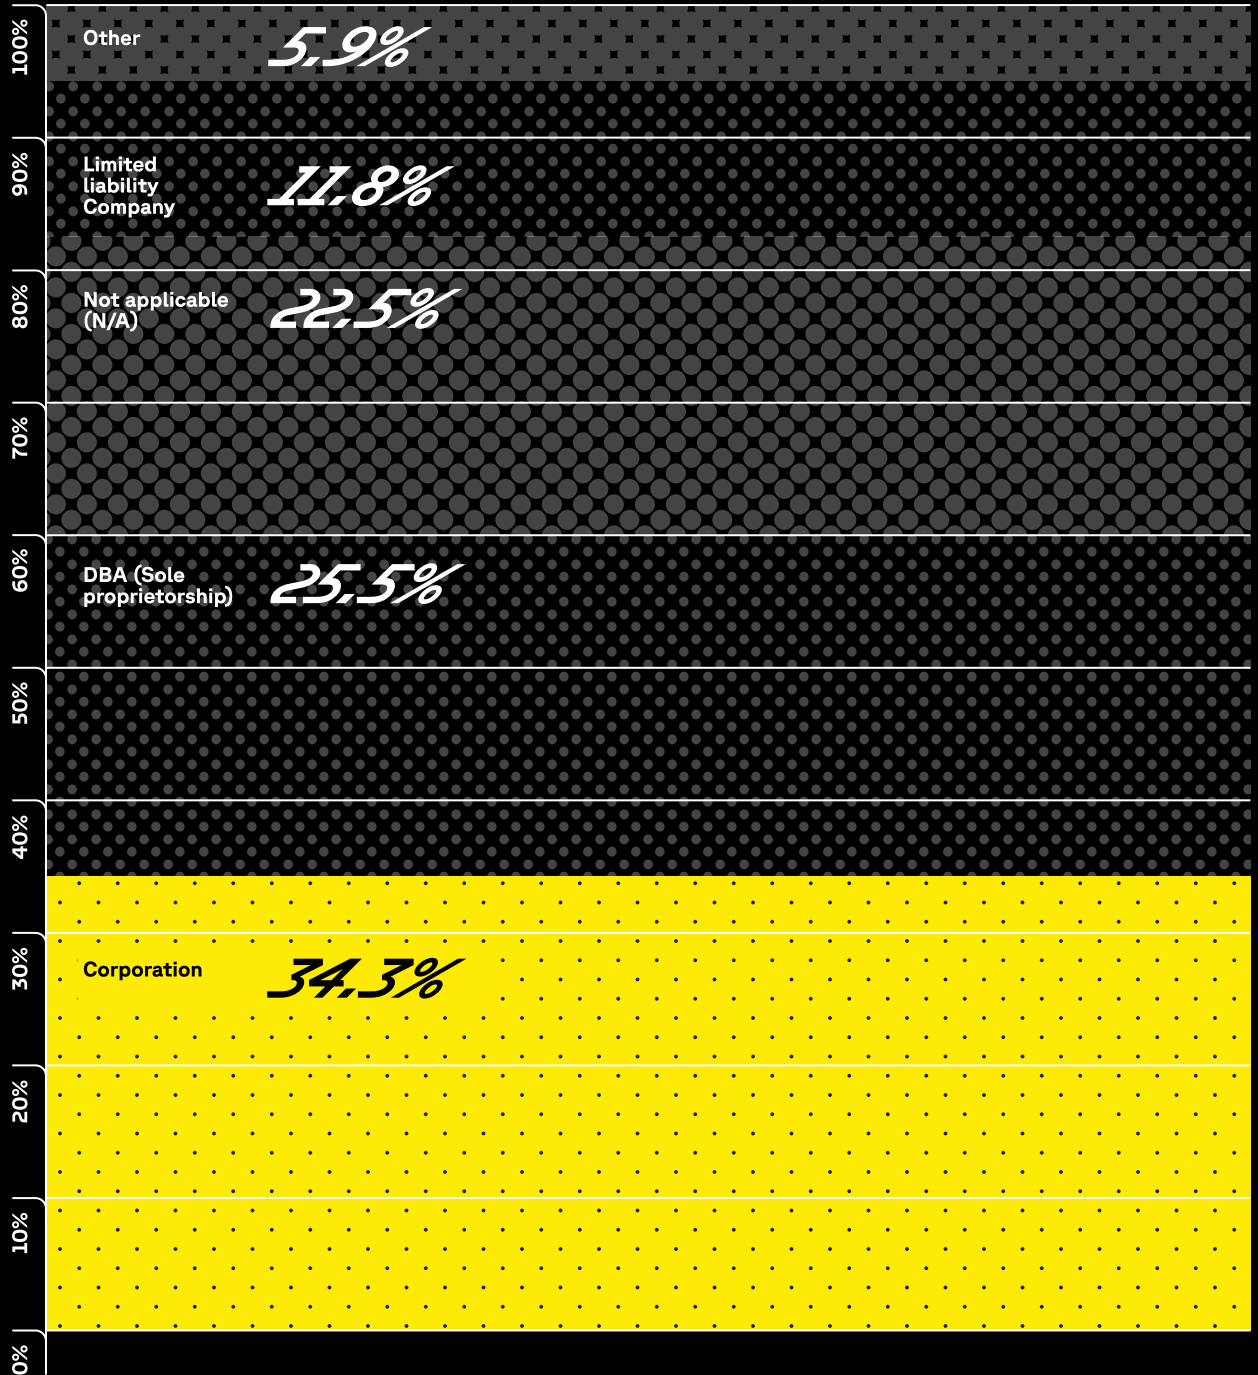 100%
Other
5.9%
90%
Limited
liability
Company
11.8%
80%
Not applicable
(N/A)
22.5%
70%
60%
DBA (Sole
proprietorship)
25.5%
50%
40%
30%
Corporation
34.3%
20%
10%
0%